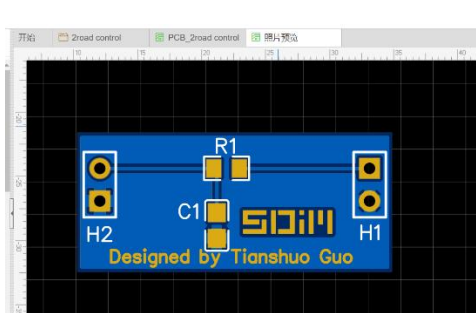 开始 2road control PCB_2road control 照片预览
10 15 20 25 30 35 40
R1
C1
H2
H1
Designed by Tianshuo Guo